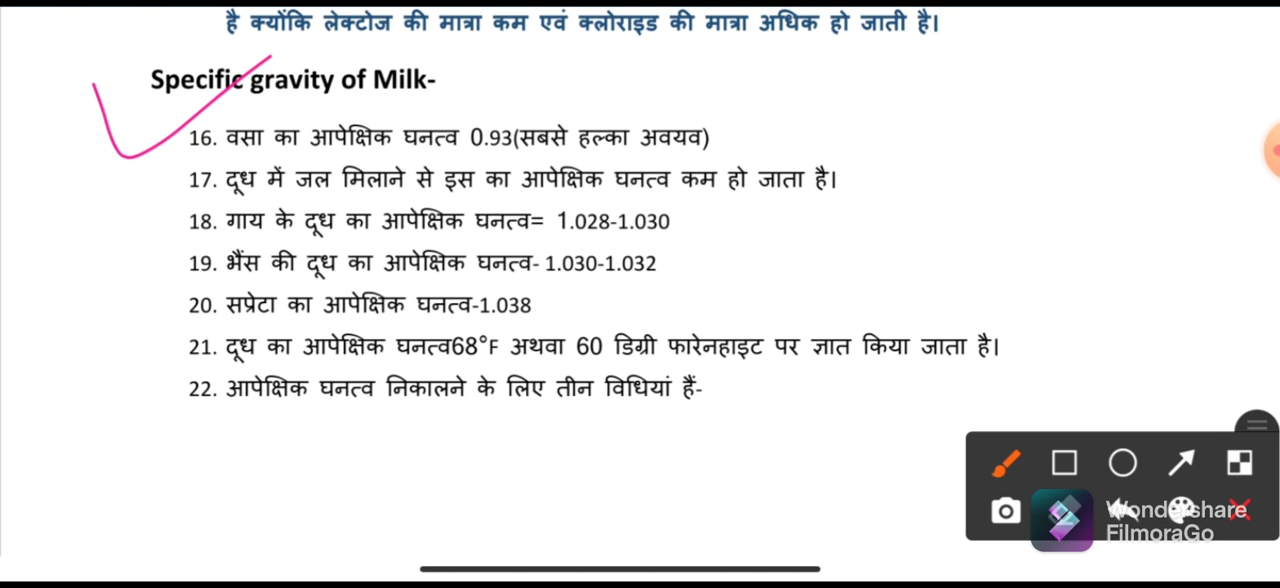 है क्योंकि लेक्टोज की मात्रा कम एवं क्लोराइड की मात्रा अधिक हो जाती है।
Specific gravity of Milk-
16. वसा का आपेक्षिक घनत्व 0.93(सबसे हल्का अवयव)
17. दूध में जल मिलाने से इस का आपेक्षिक घनत्व कम हो जाता है।
18. गाय के दूध का आपेक्षिक घनत्व= 1.028-1.030
19. भैंस की दूध का आपेक्षिक घनत्व- 1.030-1.032
20. सप्रेटा का आपेक्षिक घनत्व-1.038
21. दूध का आपेक्षिक घनत्व68°F अथवा 60 डिग्री फारेनहाइट पर ज्ञात किया जाता है।
22. आपेक्षिक घनत्व निकालने के लिए तीन विधियां हैं-
Wondershare
FilmoraGo